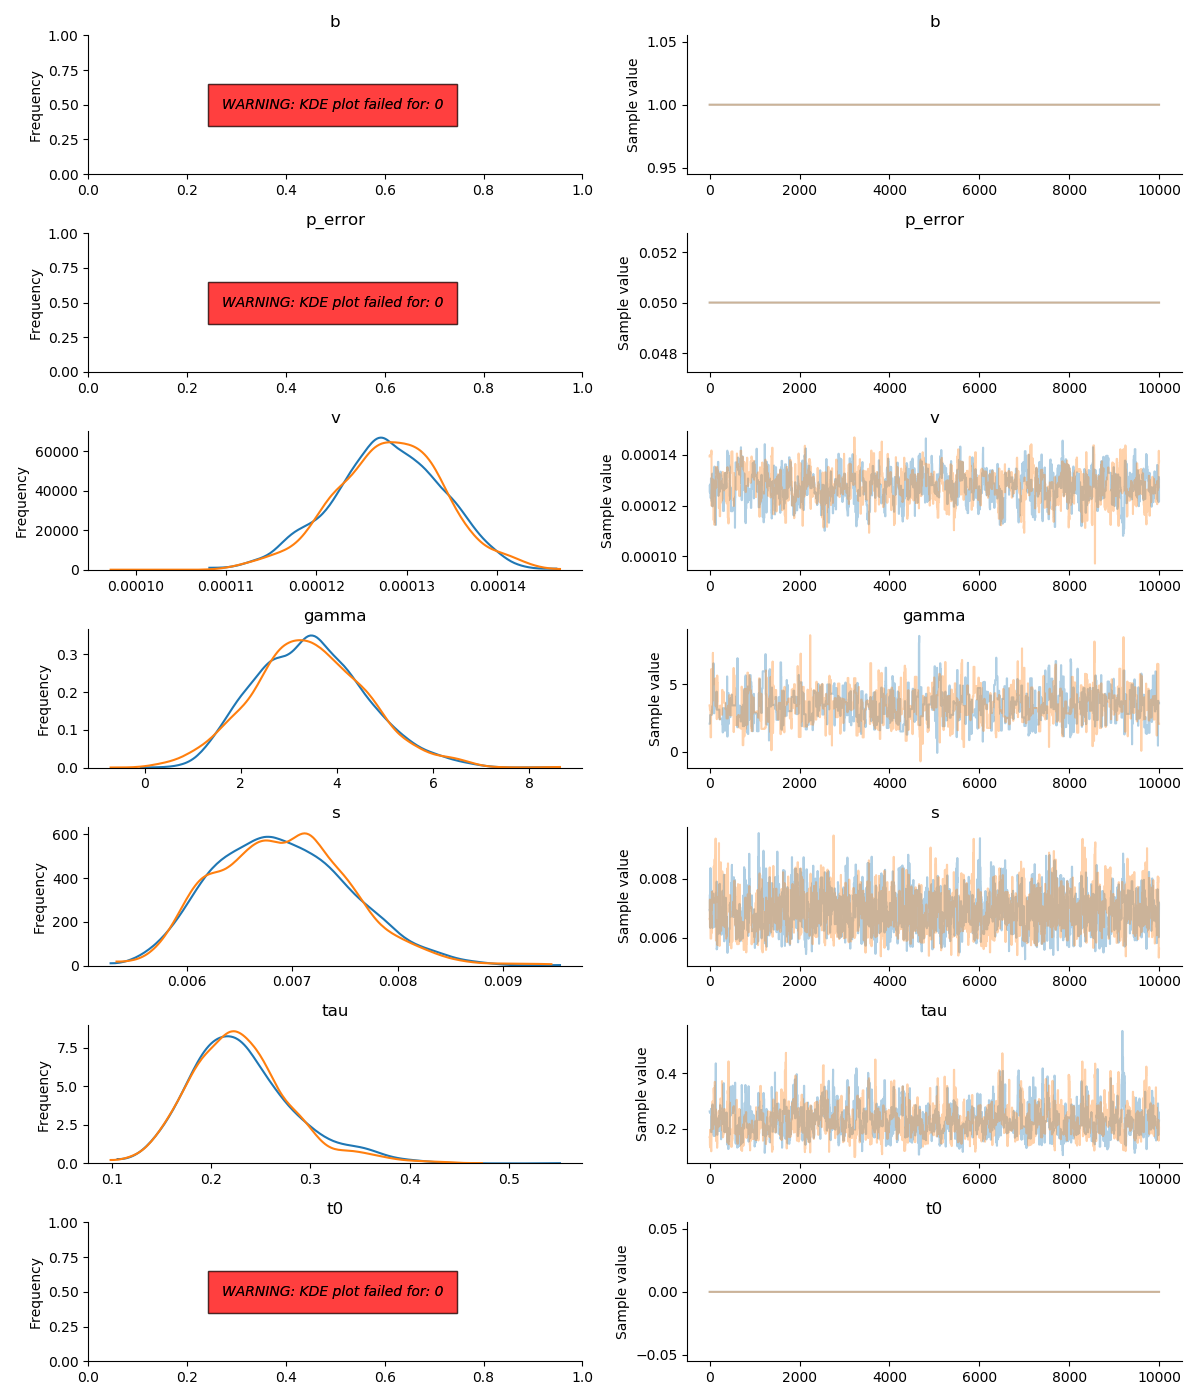 b
b
1.00
0.75
0.50
0.25
0.00
Frequency
WARNING: KDE plot failed for: 0
0.0 0.2 0.4 0.6 0.8 1.0
1.05
1.00
0.95
Sample value
0 2000 4000 6000 8000 10000
p_error
p_error
1.00
0.75
0.50
0.25
0.00
Frequency
WARNING: KDE plot failed for: 0
0.0 0.2 0.4 0.6 0.8 1.0
0.052
0.050
0.048
Sample value
0 2000 4000 6000 8000 10000
v
v
60000
40000
20000
0
Frequency
0.00010 0.00011 0.00012 0.00013 0.00014
0.00014
0.00012
0.00010
Sample value
0 2000 4000 6000 8000 10000
gamma
gamma
0.3
0.2
0.1
0.0
Frequency
0 2 4 6 8
5
0
Sample value
0 2000 4000 6000 8000 10000
s
s
600
400
200
0
Frequency
0.006 0.007 0.008 0.009
0.008
0.006
Sample value
0 2000 4000 6000 8000 10000
tau
tau
7.5
5.0
2.5
0.0
Frequency
0.1 0.2 0.3 0.4 0.5
0.4
0.2
Sample value
0 2000 4000 6000 8000 10000
t0
t0
1.00
0.75
0.50
0.25
0.00
Frequency
WARNING: KDE plot failed for: 0
0.0 0.2 0.4 0.6 0.8 1.0
0.05
0.00
−0.05
Sample value
0 2000 4000 6000 8000 10000